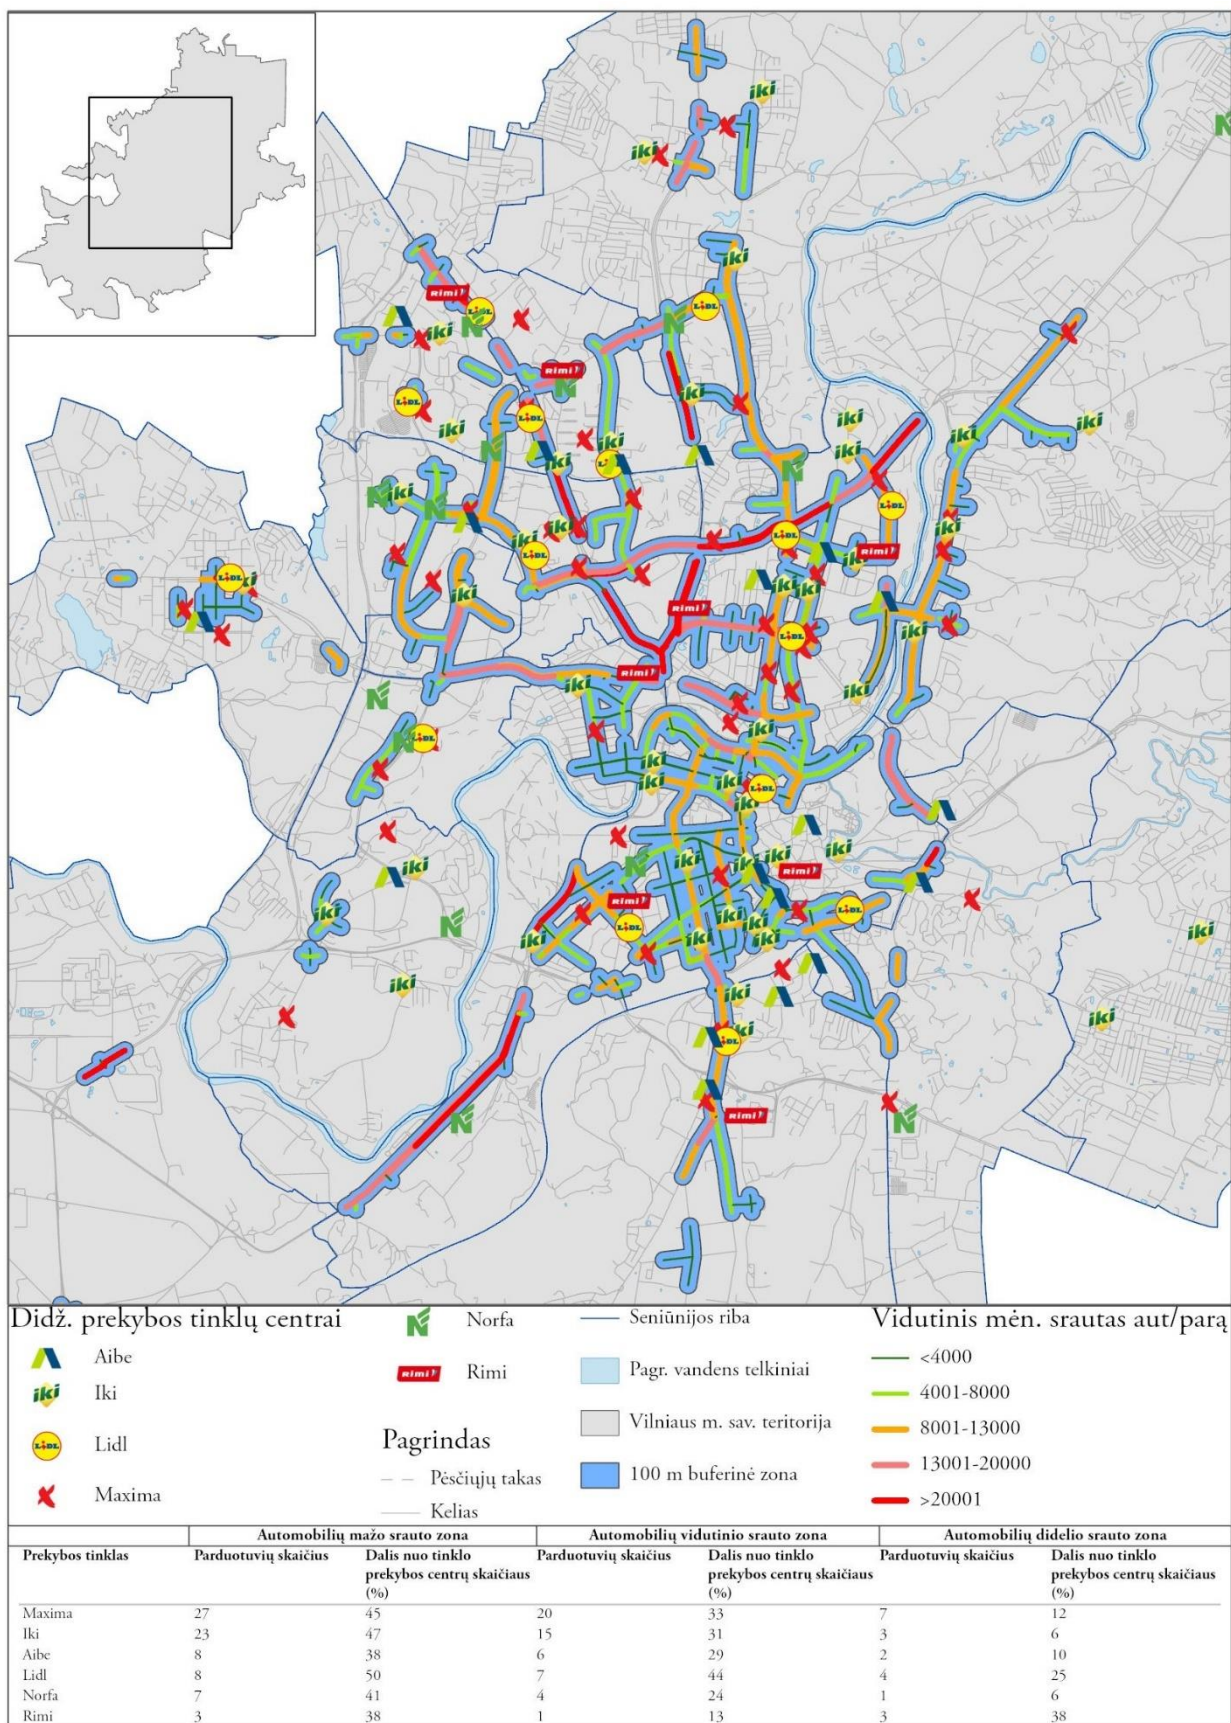 Didž. prekybos tinklų centrai
Aibe
Iki
Lidl
Maxima
Norfa
Rimi
Pagrindas
Pėsčiųjų takas
Kelias
Seniūnijos riba
Pagr. vandens telkiniai
Vilniaus m. sav. teritorija
100 m buferinė zona
Vidutinis mėn. srautas aut/parą
<4000
4001-8000
8001-13000
13001-20000
>20001
Automobilių mažo srauto zona Automobilių vidutinio srauto zona Automobilių didelio srauto zona
Prekybos tinklas Parduotuvių skaičius Dalis nuo tinklo Parduotuvių skaičius Dalis nuo tinklo Parduotuvių skaičius Dalis nuo tinklo
prekybos centrų skaičiaus prekybos centrų skaičiaus prekybos centrų skaičiaus
(%) (%) (%)
Maxima 27 45 20 33 7 12
Iki 23 47 15 31 3 6
Aibe 8 38 6 29 2 10
Lidl 8 50 7 44 4 25
Norfa 7 41 4 24 1 6
Rimi 3 38 1 13 3 38